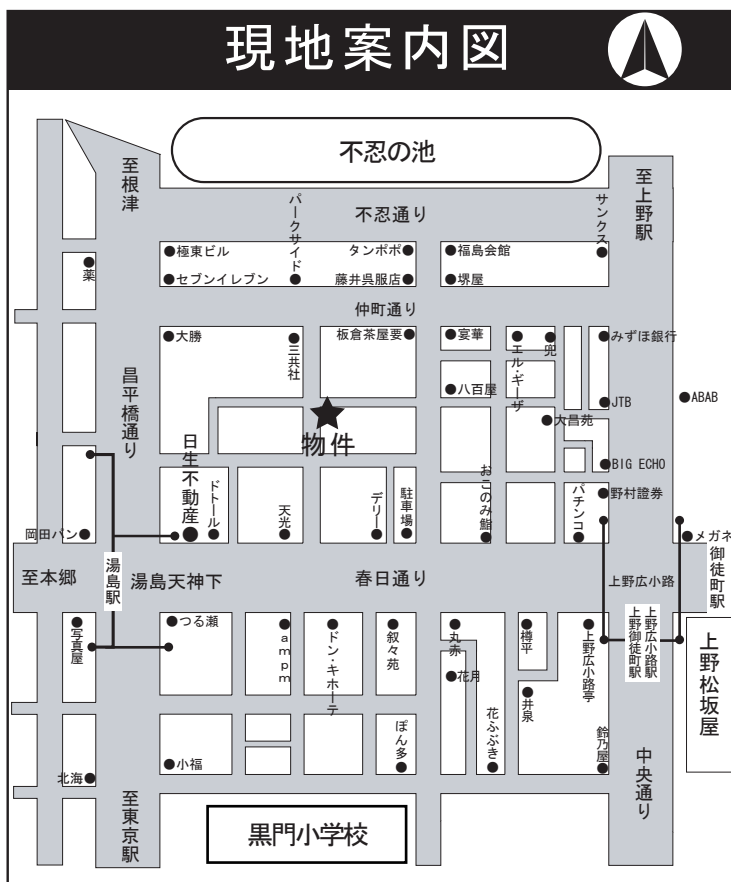 現地案内図
不忍の池
至根津
至上野駅
不忍通り
パークサイド
サンクス
極東ビル
タンポポ
福島会館
薬
セブンイレブン
藤井呉服店
堺屋
仲町通り
大勝
三共社
板倉茶屋要
宴華
エル・ギーザ
兜
みずほ銀行
昌平橋通り
八百屋
JTB
ABAB
大昌苑
物件
日生不動産
ドトール
天光
デリー
駐車場
おこのみ鮨
パチンコ
BIG ECHO
野村證券
岡田パン
メガネ
御徒町駅
至本郷
湯島駅
湯島天神下
春日通り
上野広小路
写真屋
つる瀬
ampm
ドン・キホーテ
叙々苑
丸赤
花月
樽平
井泉
上野広小路亭
上野御徒町駅
上野広小路駅
上野松坂屋
北海
小福
ぽん多
花ふぶき
鈴乃屋
中央通り
至東京駅
黒門小学校